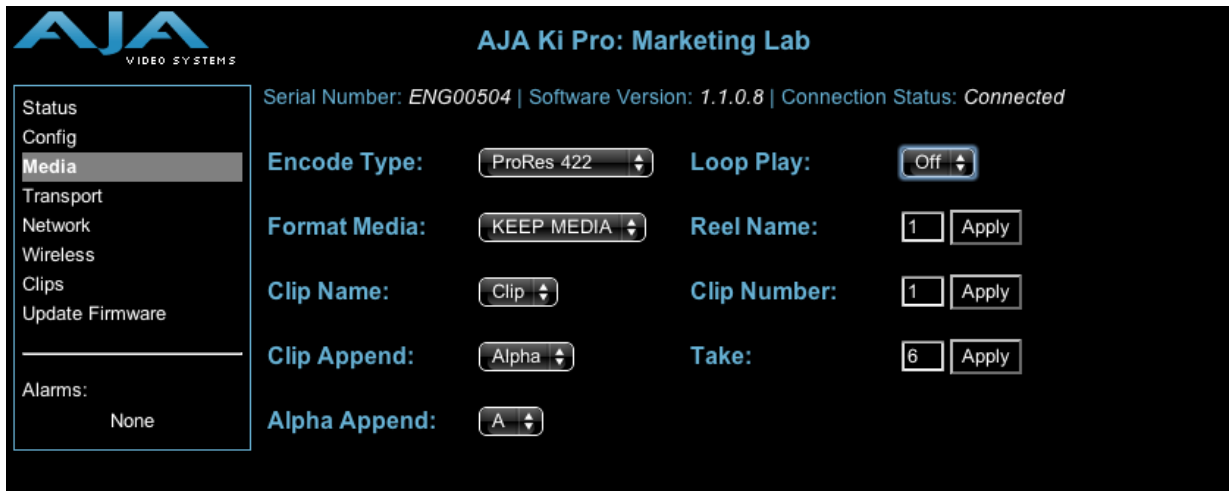 AJA
VIDEO SYSTEMS
AJA Ki Pro: Marketing Lab
Serial Number: ENG00504 | Software Version: 1.1.0.8 | Connection Status: Connected
Status
Config
Media
Transport
Network
Wireless
Clips
Update Firmware
Alarms:
None
Encode Type: ProRes 422 Loop Play: Off
Format Media: KEEP MEDIA Reel Name: 1 Apply
Clip Name: Clip Clip Number: 1 Apply
Clip Append: Alpha Take: 6 Apply
Alpha Append: A